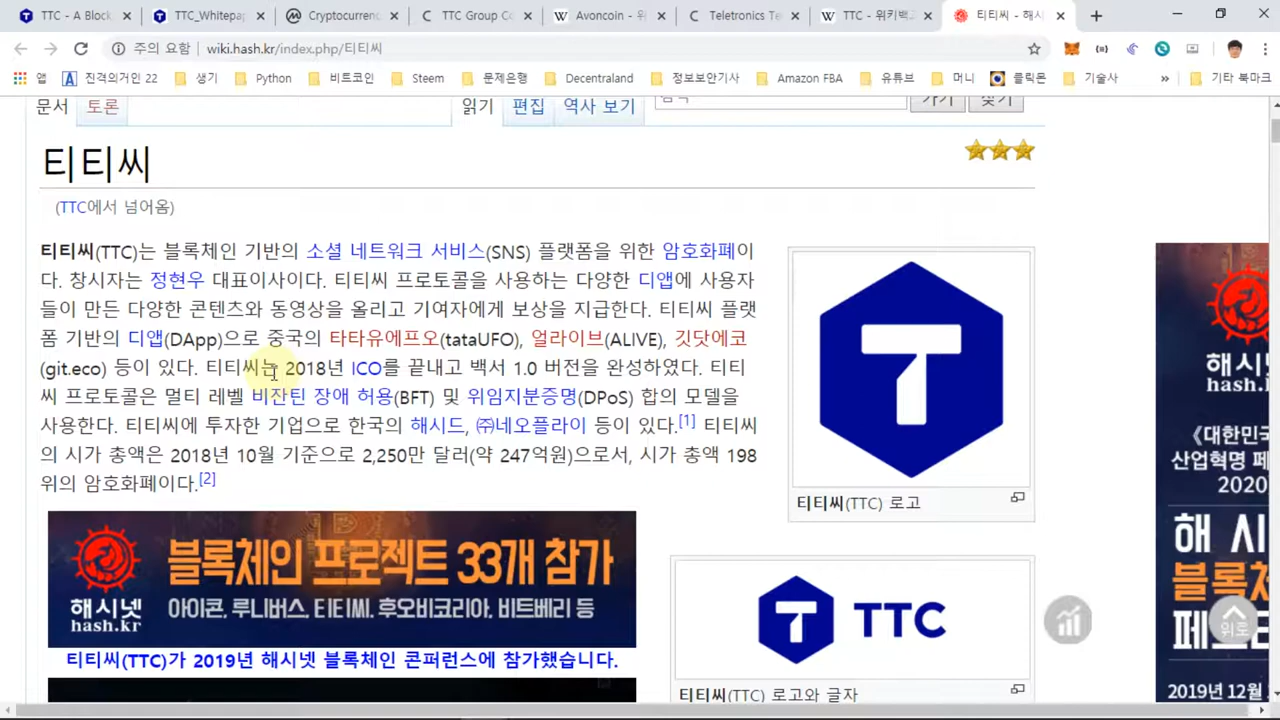 TTC - A Block
TTC_Whitepap
Cryptocurrenc
TTC Group Co
Avoncoin - 위
Teletronics Te
TTC - 위키백고
티티씨 - 해시
주의 요함
wiki.hash.kr/index.php/티티씨
앱
진격의거인 22
생기
Python
비트코인
Steem
문제은행
Decentraland
정보보안기사
Amazon FBA
유튜브
머니
클릭몬
기술사
»
기타 북마크
문서
토론
읽기
편집
역사 보기
가기
찾기
티티씨
(TTC에서 넘어옴)
티티씨(TTC)는 블록체인 기반의 소셜 네트워크 서비스(SNS) 플랫폼을 위한 암호화폐이
다. 창시자는 정현우 대표이사이다. 티티씨 프로토콜을 사용하는 다양한 디앱에 사용자
들이 만든 다양한 콘텐츠와 동영상을 올리고 기여자에게 보상을 지급한다. 티티씨 플랫
폼 기반의 디앱(DApp)으로 중국의 타타유에프오(tataUFO), 얼라이브(ALIVE), 깃닷에코
(git.eco) 등이 있다. 티티씨는 2018년 ICO를 끝내고 백서 1.0 버전을 완성하였다. 티티
씨 프로토콜은 멀티 레벨 비잔틴 장애 허용(BFT) 및 위임지분증명(DPoS) 합의 모델을
사용한다. 티티씨에 투자한 기업으로 한국의 해시드, ㈜네오플라이 등이 있다.[1] 티티씨
의 시가 총액은 2018년 10월 기준으로 2,250만 달러(약 247억원)으로서, 시가 총액 198
위의 암호화폐이다.[2]
티티씨(TTC) 로고
TTC
티티씨(TTC) 로고와 글자
블록체인 프로젝트 33개 참가
아이콘, 루니버스, 티티씨, 후오비코리아, 비트베리 등
해시넷
hash.kr
티티씨(TTC)가 2019년 해시넷 블록체인 콘퍼런스에 참가했습니다.
해시
hash.
《대한민국
산업혁명 페
2020
해 시
블록체
페스티
위로
2019년 12월